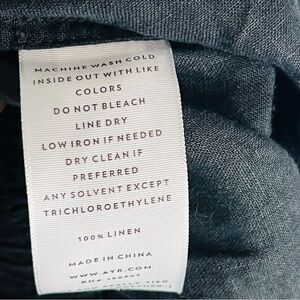 MACHINE WASH COLD
INSIDE OUT WITH LIKE
COLORS
DO NOT BLEACH
LINE DRY
LOW IRON IF NEEDED
DRY CLEAN IF
PREFERRED
ANY SOLVENT EXCEPT
TRICHLOROETHYLENE
100% LINEN
MADE IN CHINA
WWW.AYR.COM